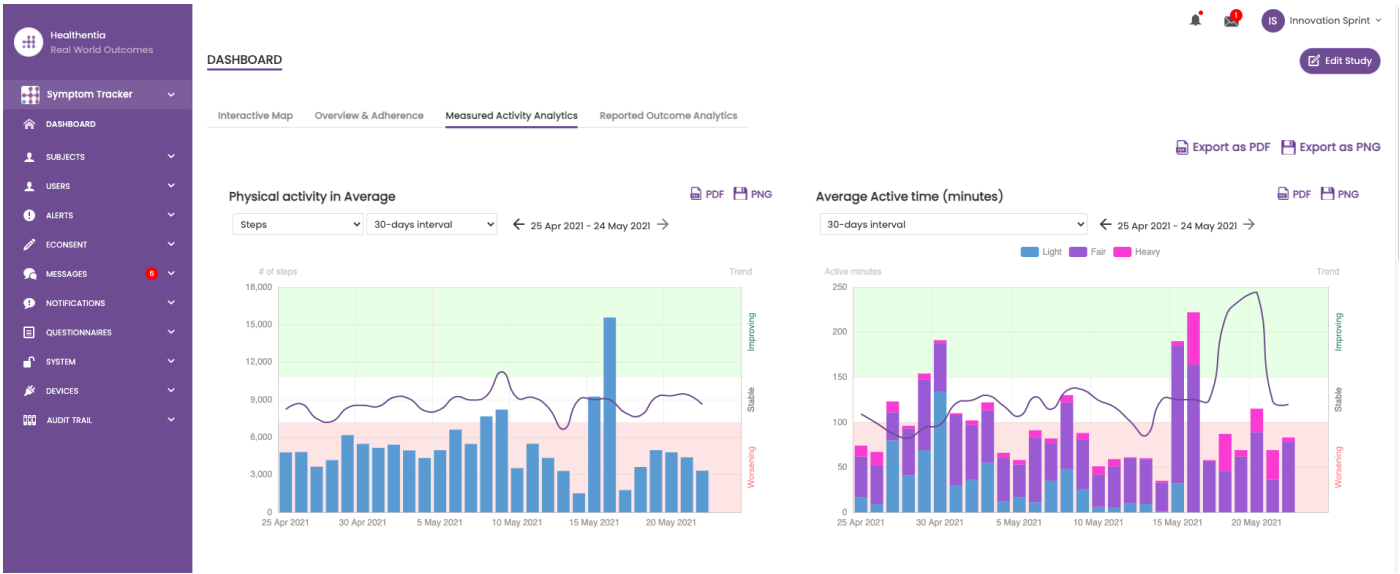 Healthentia
Real World Outcomes
1
IS Innovation Sprint
DASHBOARD
Edit Study
Symptom Tracker
DASHBOARD
SUBJECTS
USERS
ALERTS
ECONSENT
MESSAGES 6
NOTIFICATIONS
QUESTIONNAIRES
SYSTEM
DEVICES
AUDIT TRAIL
Interactive Map Overview & Adherence Measured Activity Analytics Reported Outcome Analytics
Export as PDF Export as PNG
Physical activity in Average PDF PNG
Steps 30-days interval 25 Apr 2021 - 24 May 2021
# of steps Trend
18,000
15,000
12,000
9,000
6,000
3,000
0
Improving
Stable
Worsening
25 Apr 2021 30 Apr 2021 5 May 2021 10 May 2021 15 May 2021 20 May 2021
Average Active time (minutes) PDF PNG
30-days interval 25 Apr 2021 - 24 May 2021
Light Fair Heavy
Active minutes Trend
250
200
150
100
50
0
Improving
Stable
Worsening
25 Apr 2021 30 Apr 2021 5 May 2021 10 May 2021 15 May 2021 20 May 2021